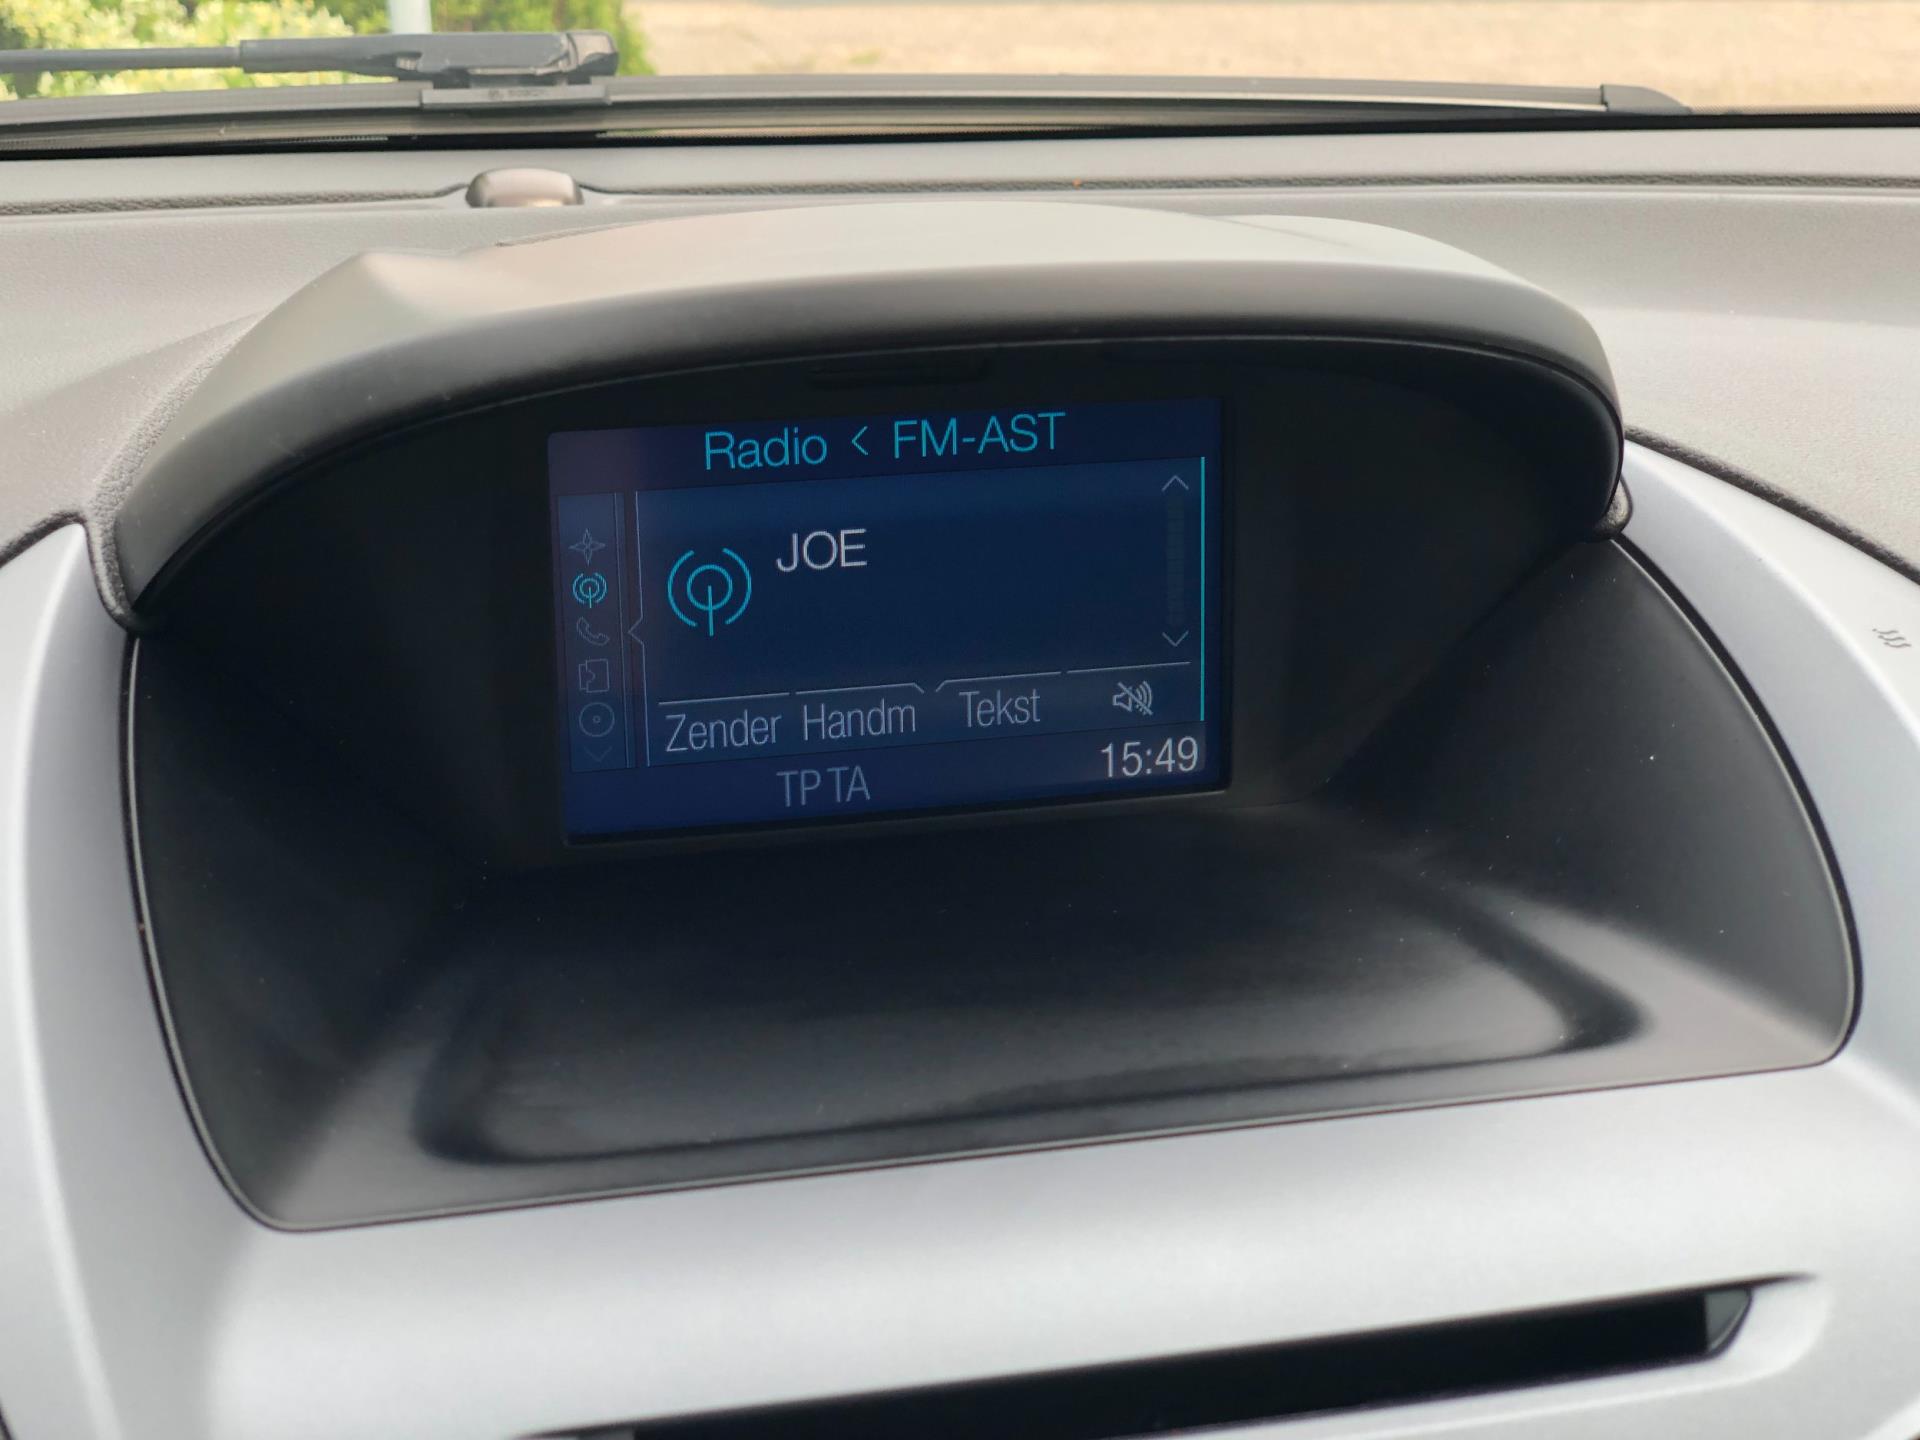 Radio < FM-AST
JOE
Zender Handm Tekst
15:49
TP TA